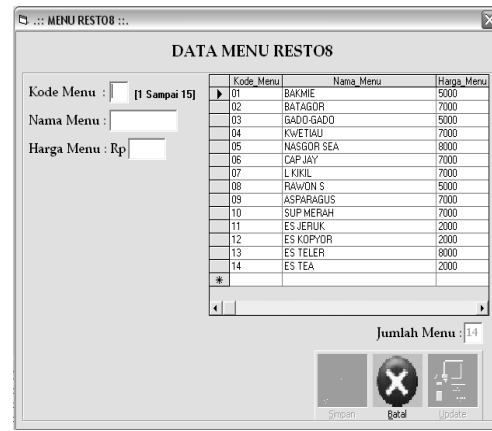 .:: MENU RESTO8 ::.
DATA MENU RESTO8
Kode Menu : [1 Sampai 15]
Nama Menu :
Harga Menu : Rp
Kode_Menu Nama_Menu Harga_Menu
01 BAKMIE 5000
02 BATAGOR 7000
03 GADO-GADO 5000
04 KWETIAU 7000
05 NASGOR SEA 8000
06 CAP JAY 7000
07 L KIKIL 7000
08 RAWON S 5000
09 ASPARAGUS 7000
10 SUP MERAH 7000
11 ES JERUK 2000
12 ES KOPYOR 2000
13 ES TELER 8000
14 ES TEA 2000
Jumlah Menu : 14
Simpan Batal Update